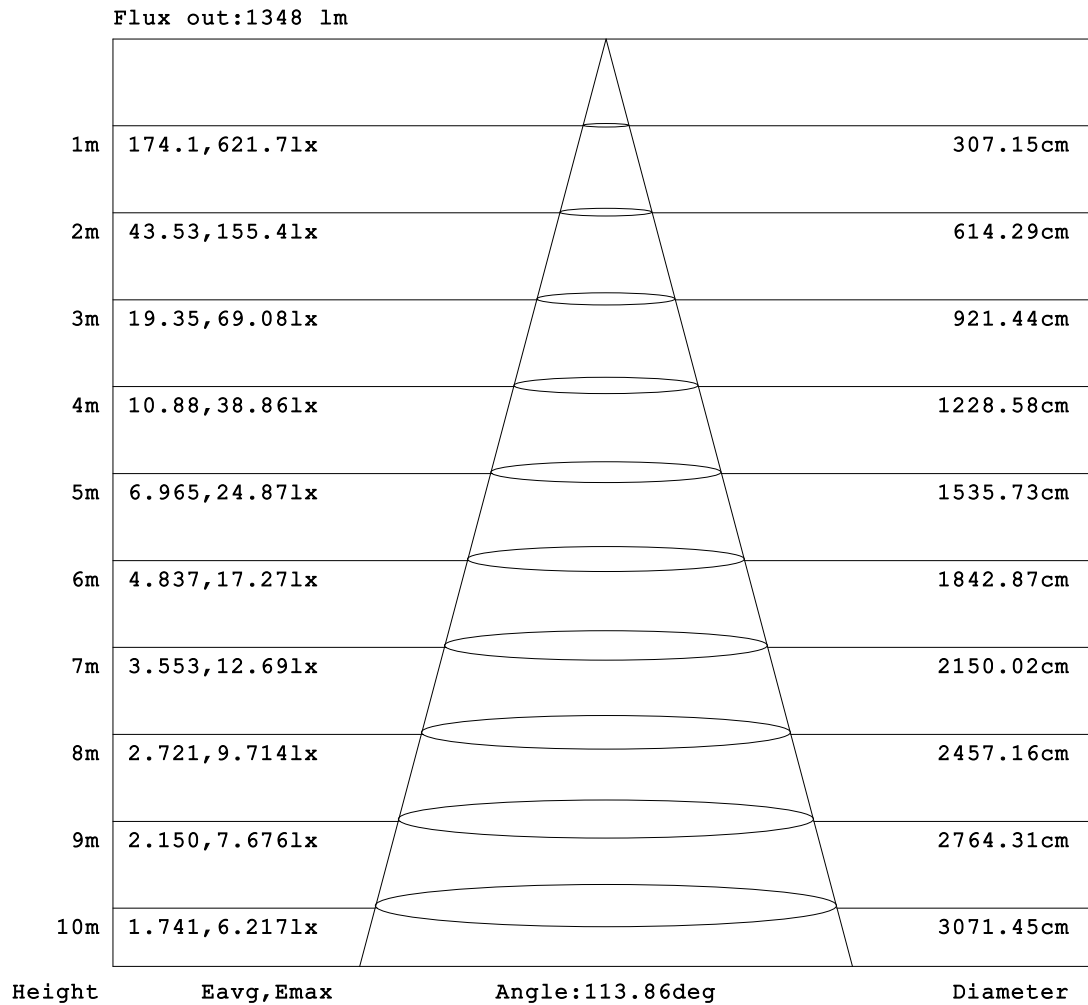 Flux out:1348 lm
1m 174.1,621.7lx 307.15cm
2m 43.53,155.4lx 614.29cm
3m 19.35,69.08lx 921.44cm
4m 10.88,38.86lx 1228.58cm
5m 6.965,24.87lx 1535.73cm
6m 4.837,17.27lx 1842.87cm
7m 3.553,12.69lx 2150.02cm
8m 2.721,9.714lx 2457.16cm
9m 2.150,7.676lx 2764.31cm
10m 1.741,6.217lx 3071.45cm
Height Eavg,Emax Angle:113.86deg Diameter